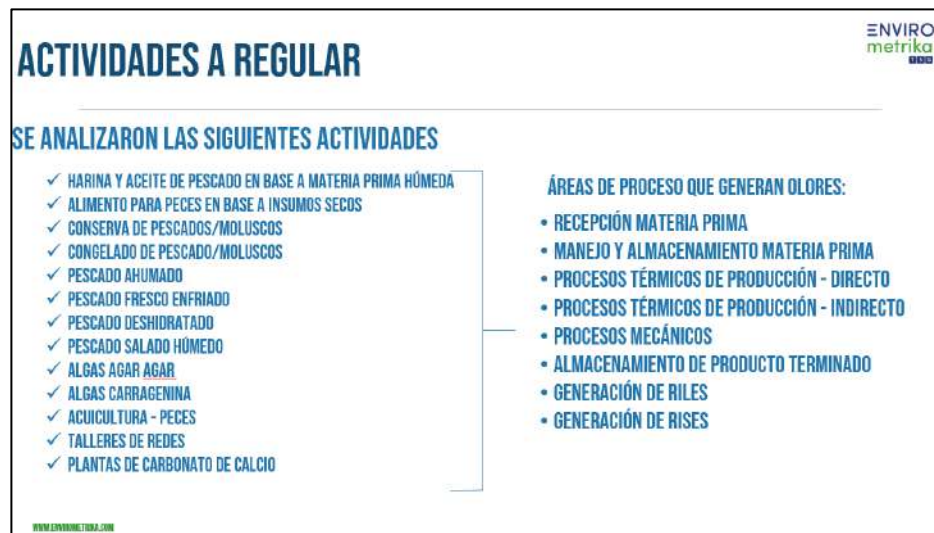 ENVIRO
metrika
ACTIVIDADES A REGULAR
SE ANALIZARON LAS SIGUIENTES ACTIVIDADES
✓ HARINA Y ACEITE DE PESCADO EN BASE A MATERIA PRIMA HÚMEDA
✓ ALIMENTO PARA PECES EN BASE A INSUMOS SECOS
✓ CONSERVA DE PESCADOS/MOLUSCOS
✓ CONGELADO DE PESCADO/MOLUSCOS
✓ PESCADO AHUMADO
✓ PESCADO FRESCO ENFRIADO
✓ PESCADO DESHIDRATADO
✓ PESCADO SALADO HÚMEDO
✓ ALGAS AGAR AGAR
✓ ALGAS CARRAGENINA
✓ ACUICULTURA - PECES
✓ TALLERES DE REDES
✓ PLANTAS DE CARBONATO DE CALCIO
ÁREAS DE PROCESO QUE GENERAN OLORES:
• RECEPCIÓN MATERIA PRIMA
• MANEJO Y ALMACENAMIENTO MATERIA PRIMA
• PROCESOS TÉRMICOS DE PRODUCCIÓN - DIRECTO
• PROCESOS TÉRMICOS DE PRODUCCIÓN - INDIRECTO
• PROCESOS MECÁNICOS
• ALMACENAMIENTO DE PRODUCTO TERMINADO
• GENERACIÓN DE RILES
• GENERACIÓN DE RISES
WWW.ENVIROMETRIKA.COM